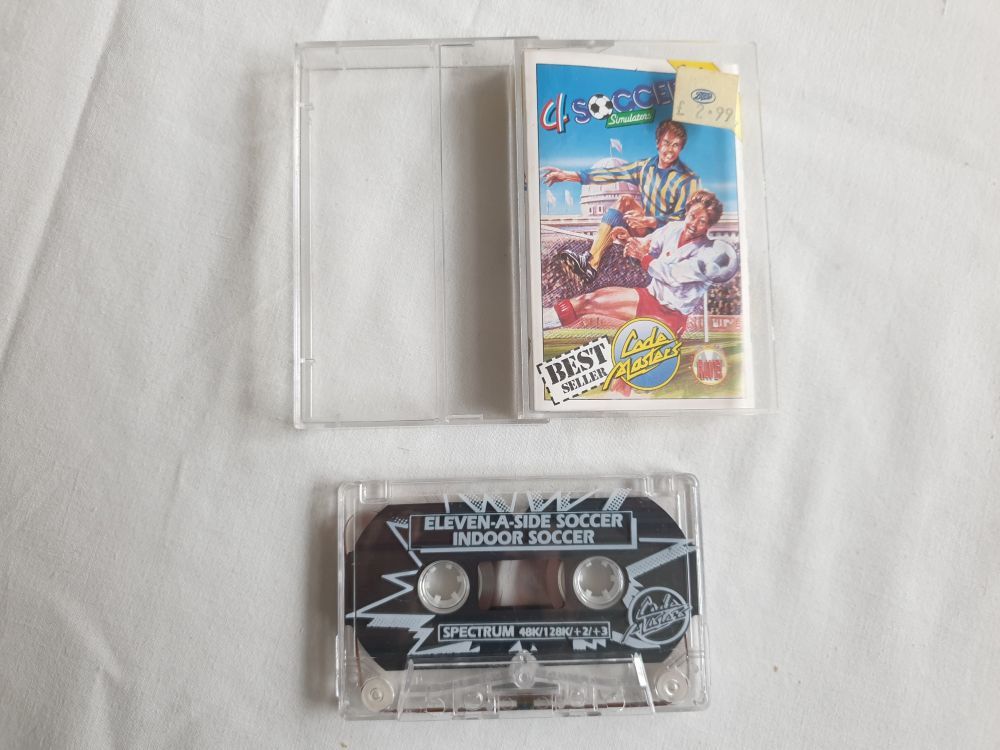 4 SOCCER
Simulators
Boots
£ 2.99
BEST
SELLER
Code
Masters
ELEVEN-A-SIDE SOCCER
INDOOR SOCCER
SPECTRUM 48K/128K/+2/+3
Code
Masters